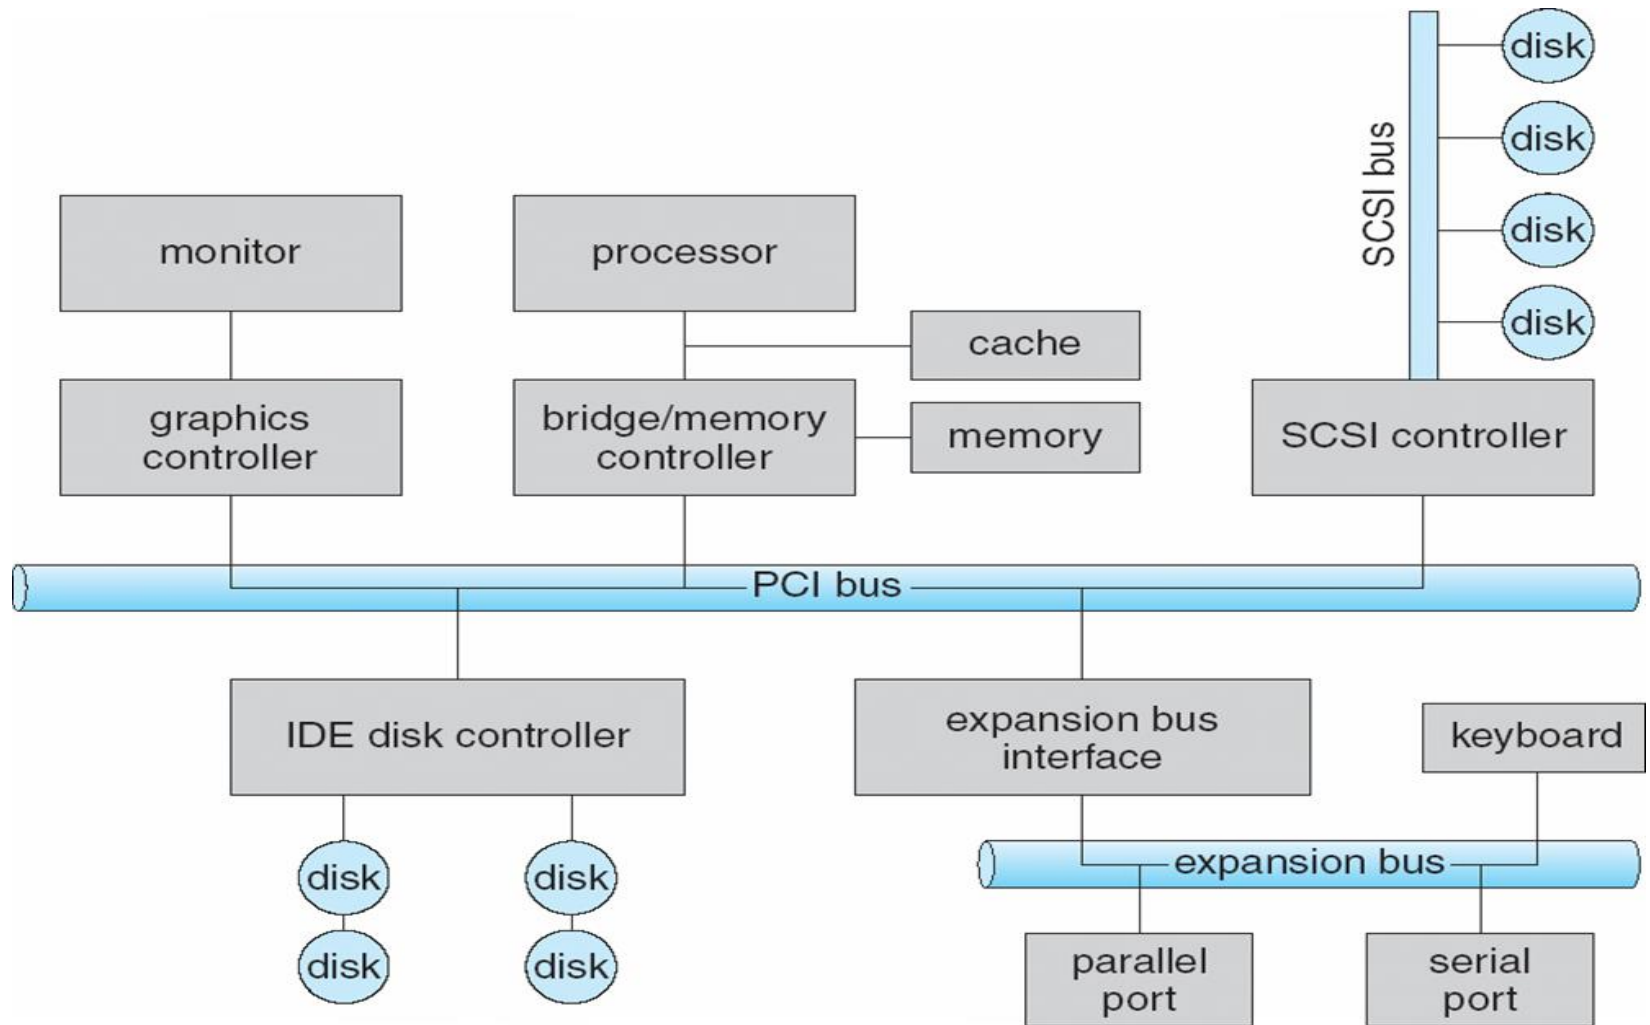 disk
disk
disk
disk
SCSI bus
monitor
processor
cache
graphics
controller
bridge/memory
controller
memory
SCSI controller
PCI bus
IDE disk controller
expansion bus
interface
keyboard
disk
disk
disk
disk
expansion bus
parallel
port
serial
port